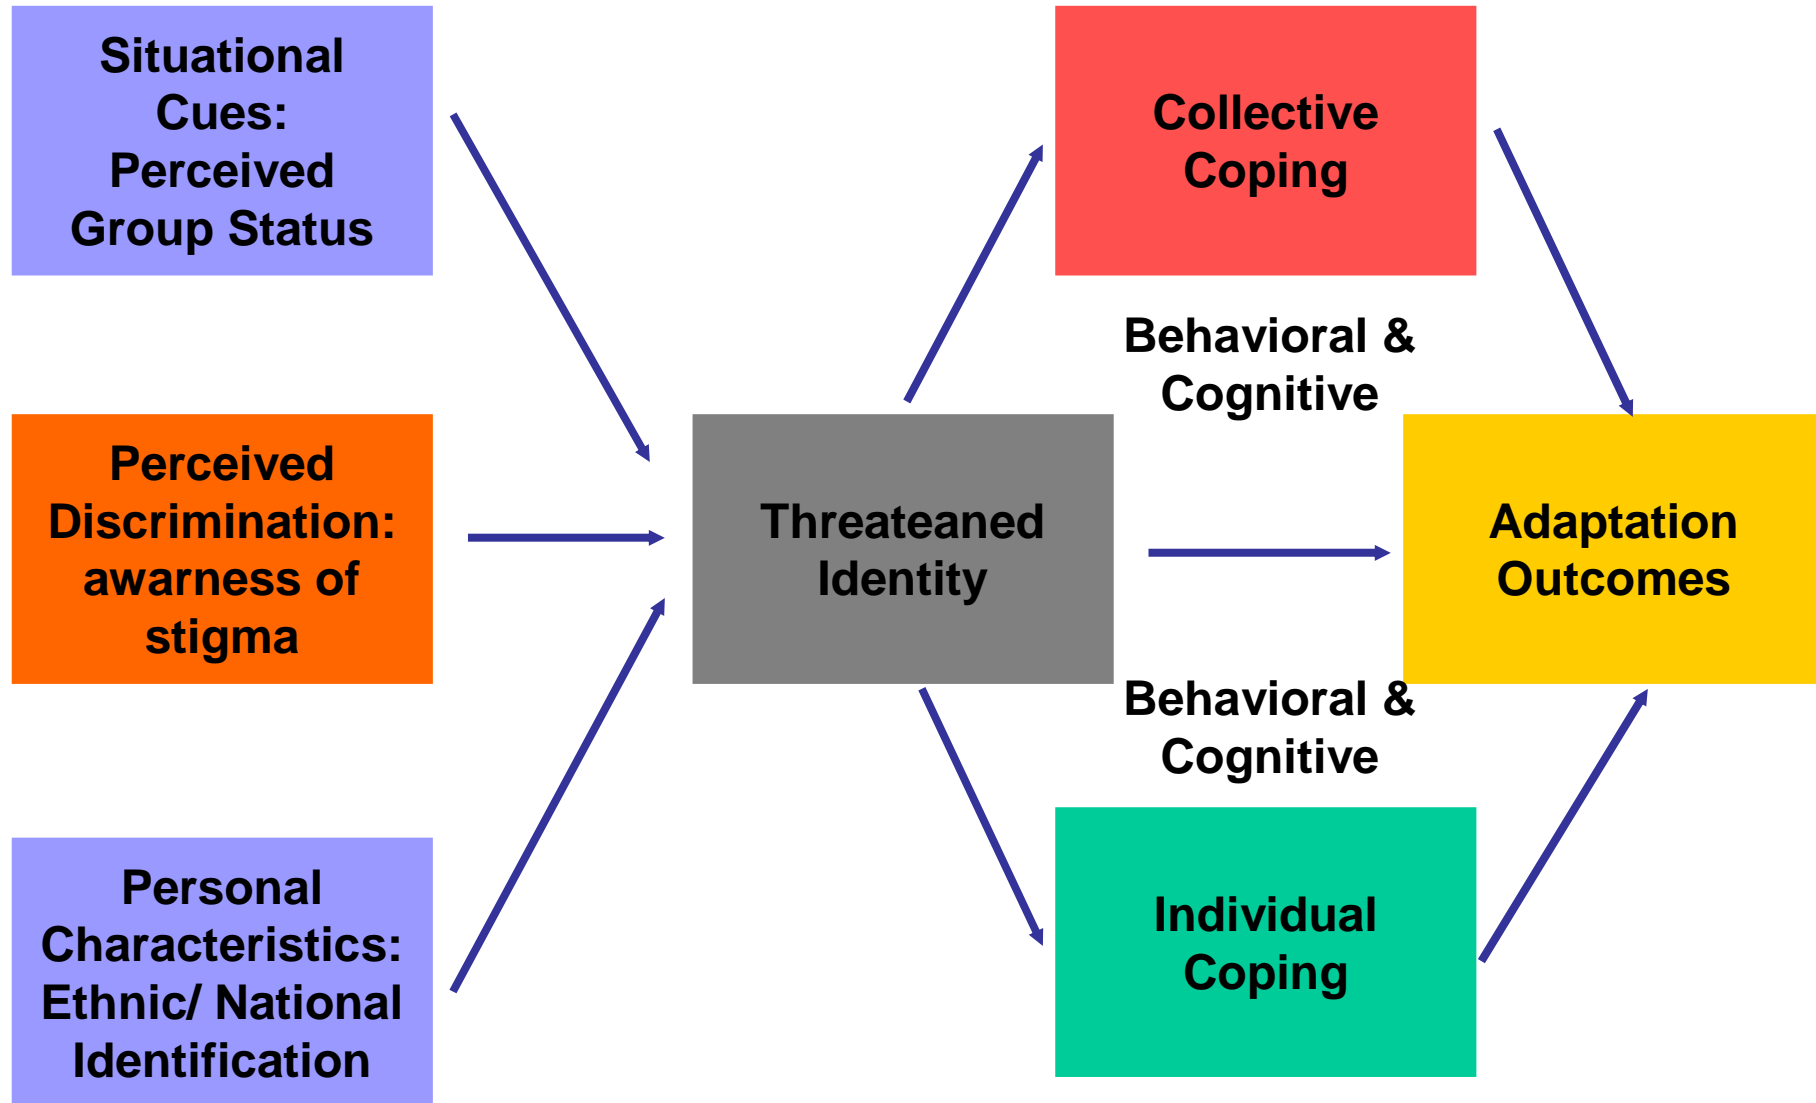 Situational
Cues:
Perceived
Group Status
Perceived
Discrimination:
awarness of
stigma
Personal
Characteristics:
Ethnic/ National
Identification
Threateaned
Identity
Collective
Coping
Behavioral &
Cognitive
Behavioral &
Cognitive
Individual
Coping
Adaptation
Outcomes